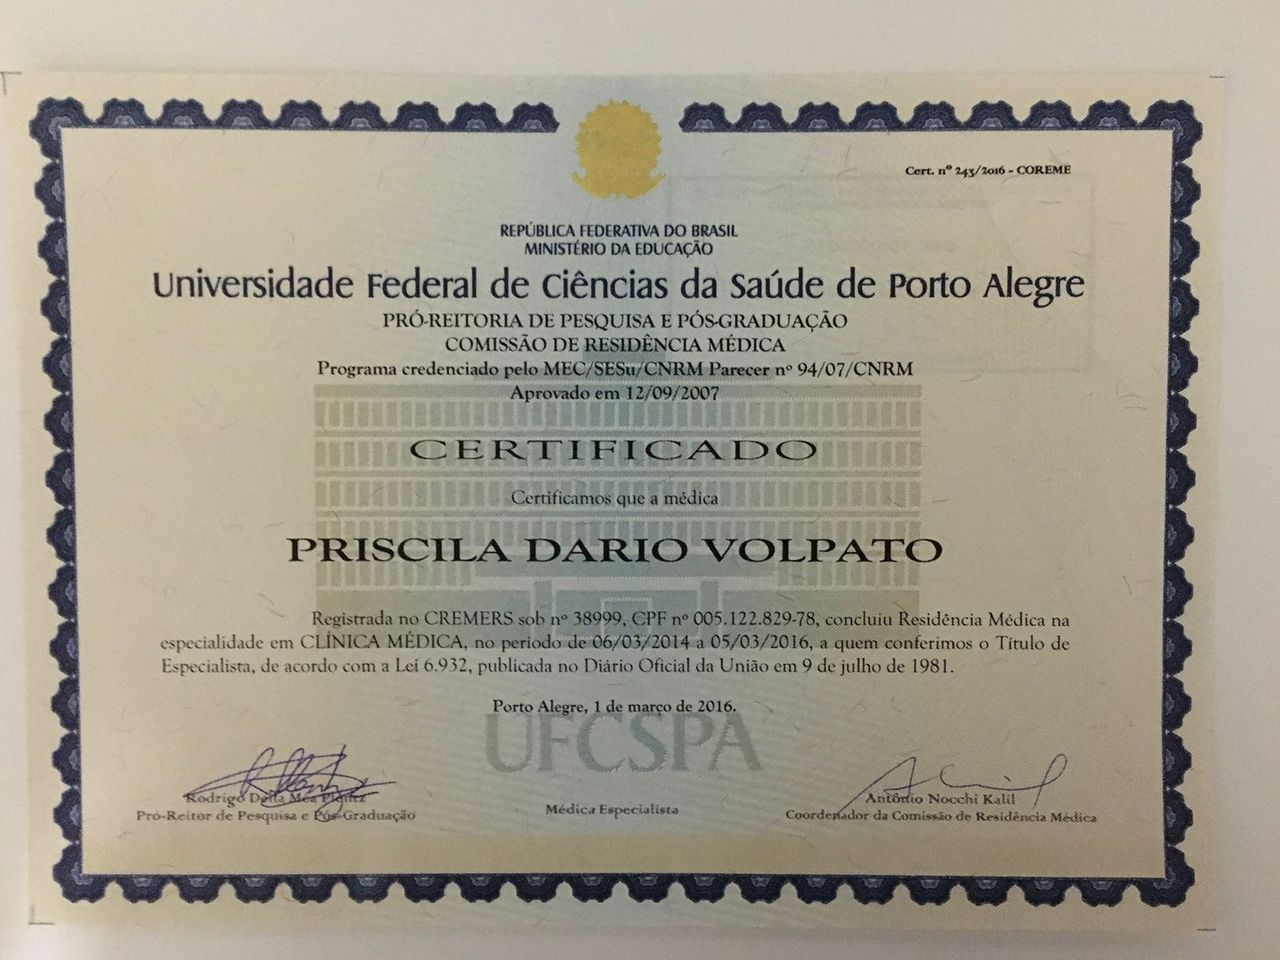 Cert. nº 243/2016 - COREME
REPÚBLICA FEDERATIVA DO BRASIL
MINISTÉRIO DA EDUCAÇÃO
Universidade Federal de Ciências da Saúde de Porto Alegre
PRÓ-REITORIA DE PESQUISA E PÓS-GRADUAÇÃO
COMISSÃO DE RESIDÊNCIA MÉDICA
Programa credenciado pelo MEC/SESu/CNRM Parecer nº 94/07/CNRM
Aprovado em 12/09/2007
CERTIFICADO
Certificamos que a médica
PRISCILA DARIO VOLPATO
Registrada no CREMERS sob nº 38999, CPF nº 005.122.829-78, concluiu Residência Médica na
especialidade em CLÍNICA MÉDICA, no período de 06/03/2014 a 05/03/2016, a quem conferimos o Título de
Especialista, de acordo com a Lei 6.932, publicada no Diário Oficial da União em 9 de julho de 1981.
Porto Alegre, 1 de março de 2016.
UFCSPA
Rodrigo Della Méa Plentz
Pró-Reitor de Pesquisa e Pós-Graduação
Médica Especialista
Antônio Nocchi Kalil
Coordenador da Comissão de Residência Médica